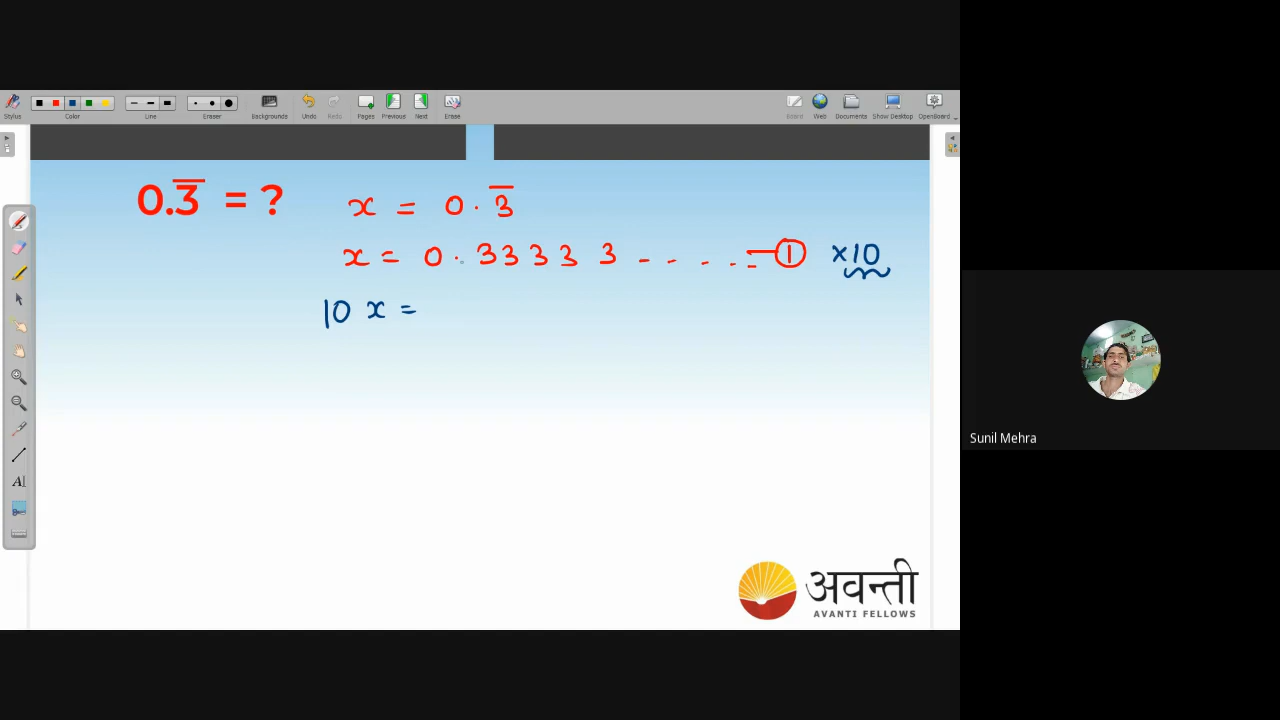 Stylus Color Line Eraser Backgrounds Undo Redo Pages Previous Next Erase Board Web Documents Show Desktop OpenBoard
0.3̅ = ?
x = 0.3̅
x = 0.33333 - - - - - ① ×10
10 x =
Sunil Mehra
अवन्ती
AVANTI FELLOWS